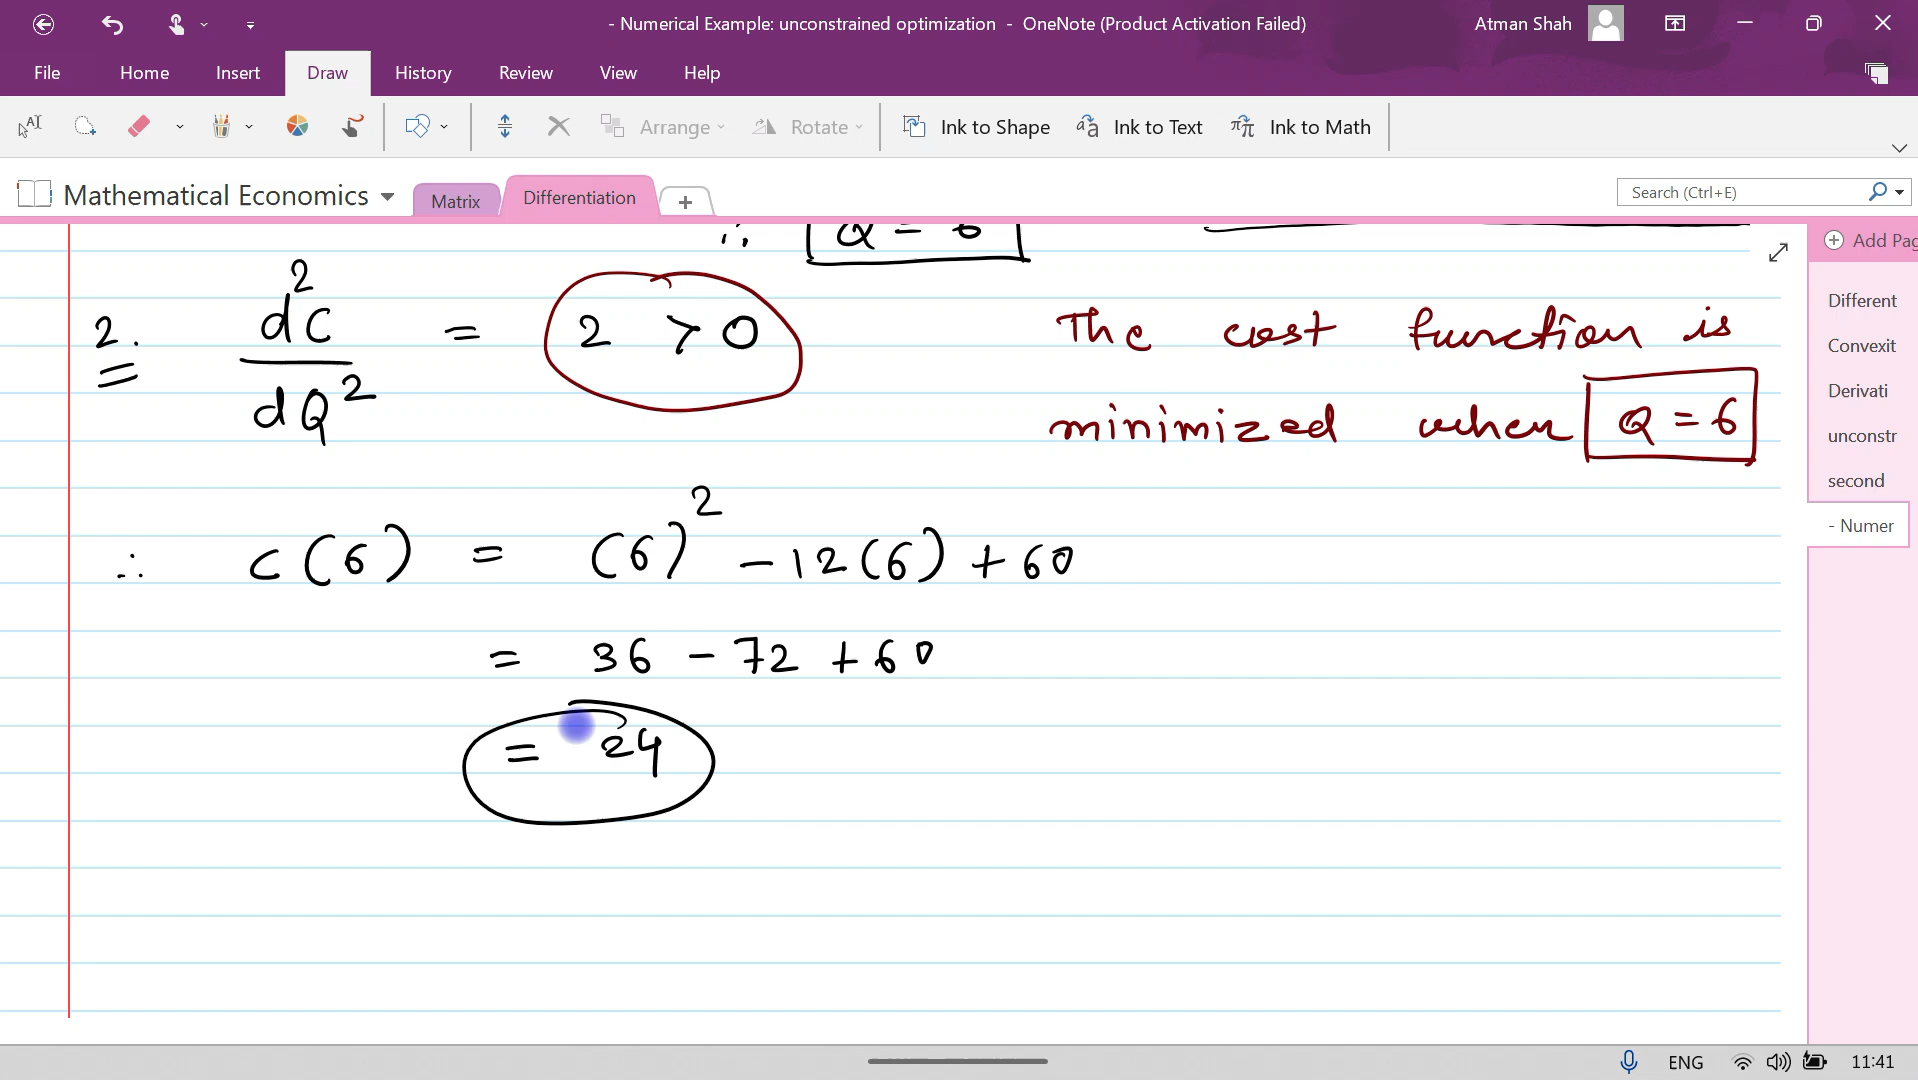 - Numerical Example: unconstrained optimization - OneNote (Product Activation Failed)
Atman Shah
File Home Insert Draw History Review View Help
Arrange Rotate Ink to Shape Ink to Text Ink to Math
Mathematical Economics Matrix Differentiation + Search (Ctrl+E)
Add Pag
Different
Convexit
Derivati
unconstr
second
- Numer
∴ Q = 6
2. d²C / dQ² = 2 > 0
The cost function is
minimized when Q = 6
∴ C(6) = (6)² - 12(6) + 60
= 36 - 72 + 60
= 24
ENG 11:41